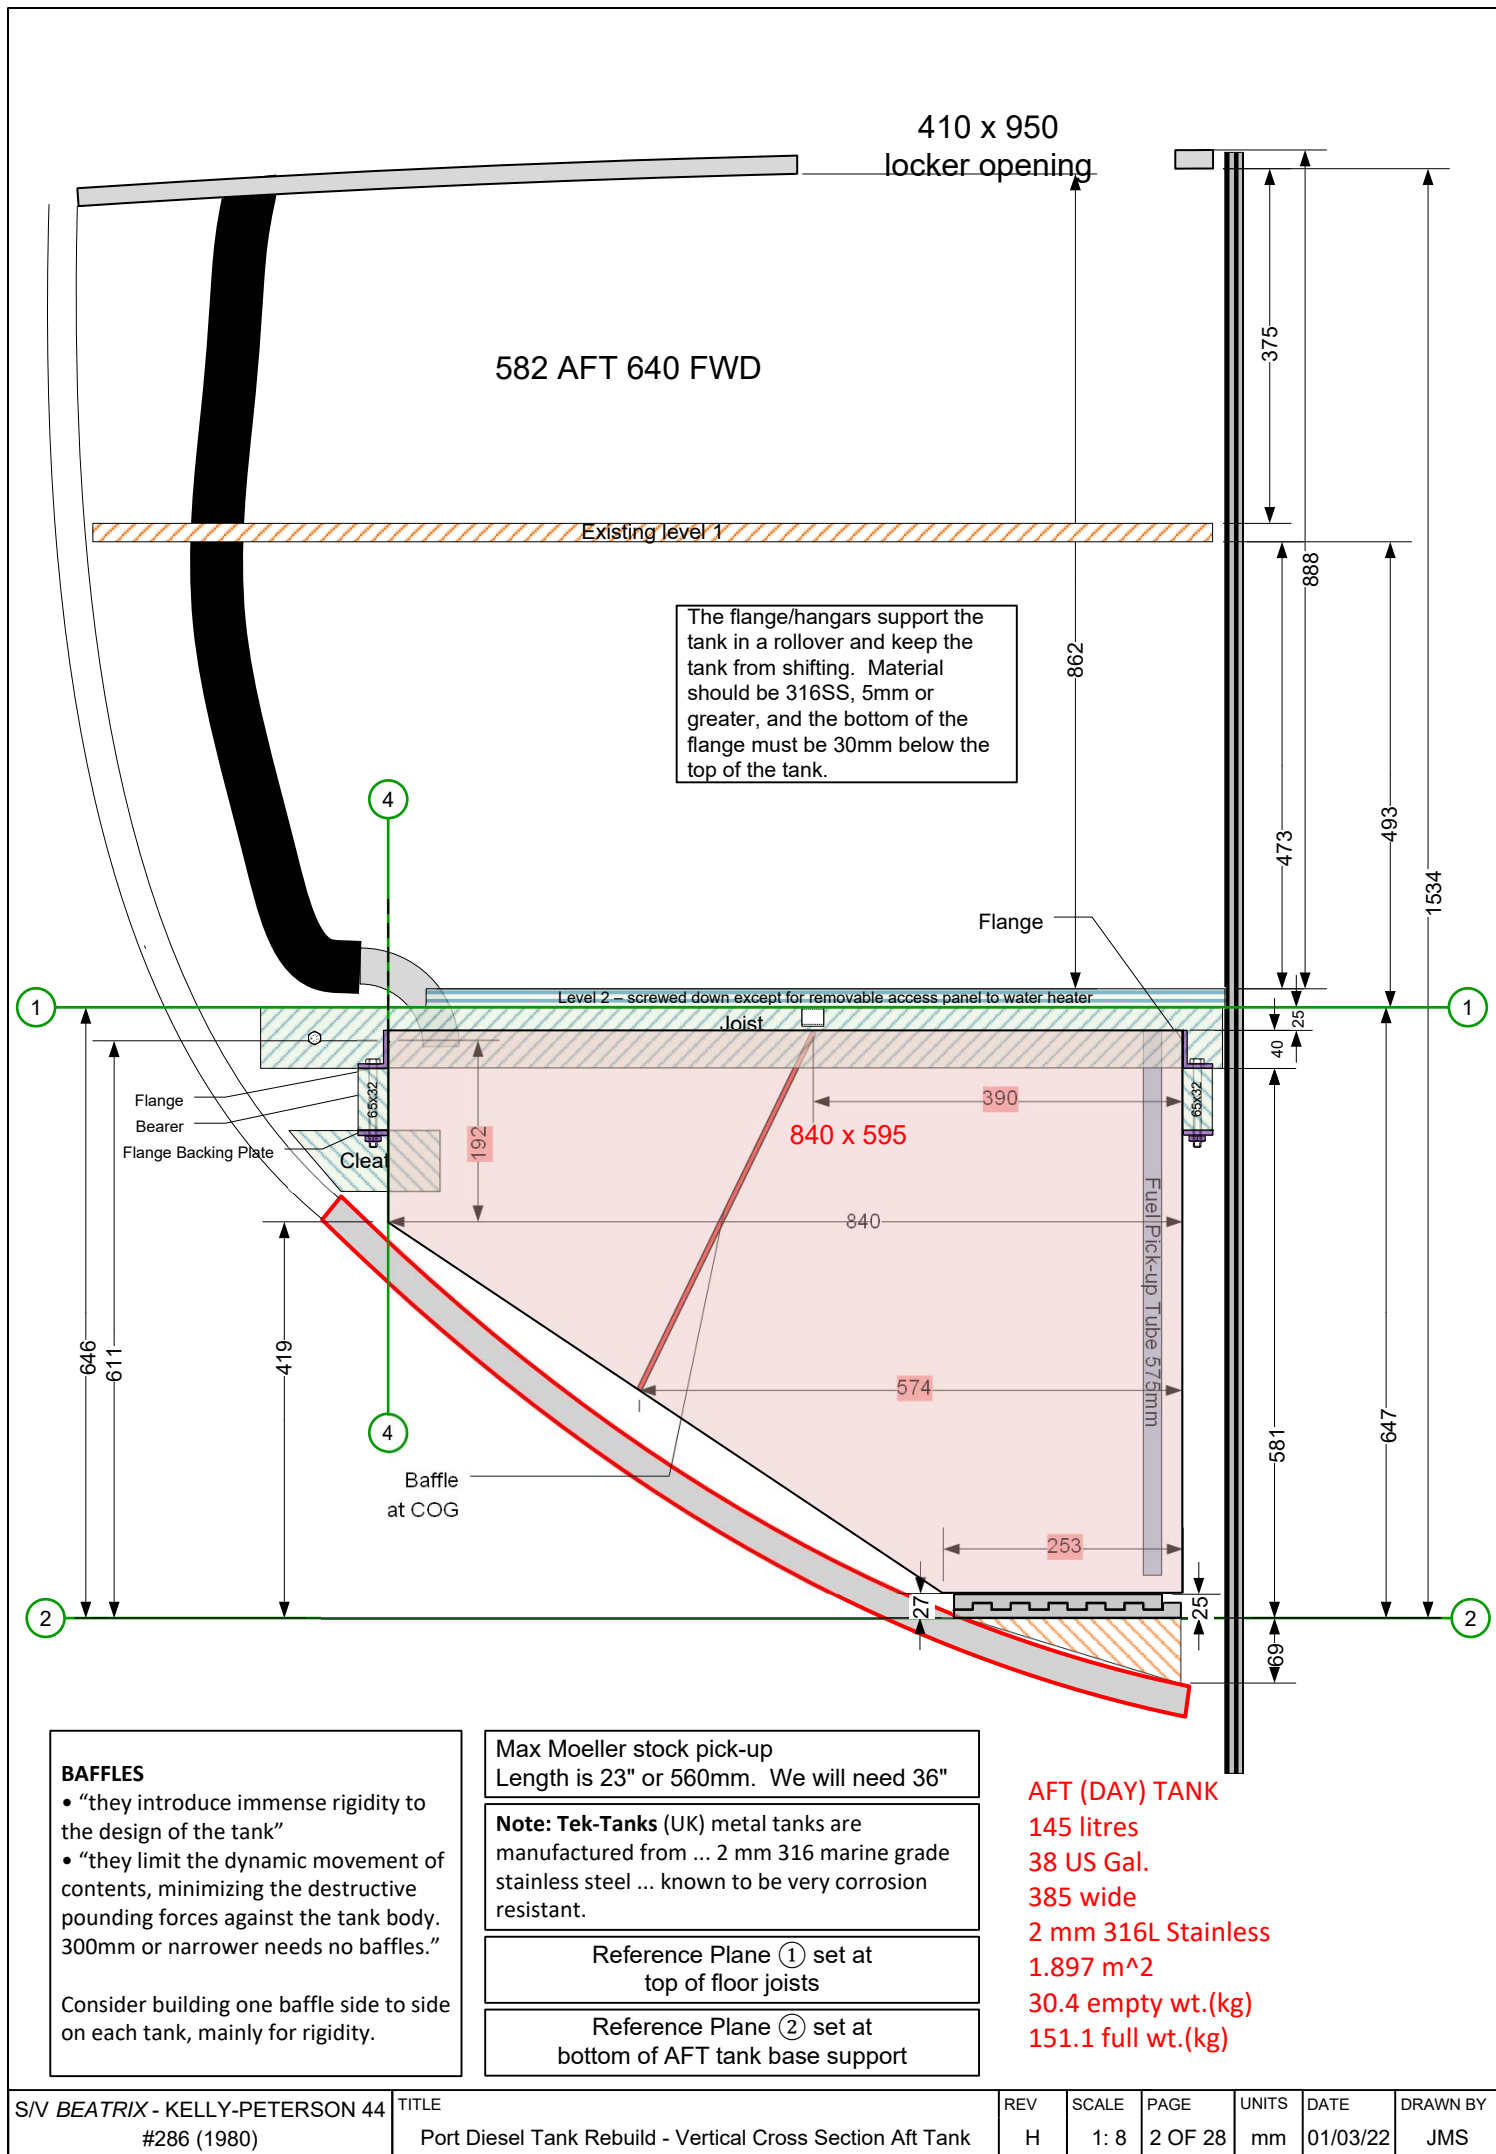 410 x 950
locker opening
582 AFT 640 FWD
375
Existing level 1
888
The flange/hangars support the
tank in a rollover and keep the
tank from shifting. Material
should be 316SS, 5mm or
greater, and the bottom of the
flange must be 30mm below the
top of the tank.
862
4
473
493
1534
Flange
1
Level 2 – screwed down except for removable access panel to water heater
1
Joist
25
40
Flange
Bearer
Flange Backing Plate
65x32
65x32
Cleat
192
390
840 x 595
840
Fuel Pick-up Tube 575mm
646
611
419
574
4
581
647
Baffle
at COG
253
27
25
2
2
69
BAFFLES
• “they introduce immense rigidity to
the design of the tank”
• “they limit the dynamic movement of
contents, minimizing the destructive
pounding forces against the tank body.
300mm or narrower needs no baffles.”
Consider building one baffle side to side
on each tank, mainly for rigidity.
Max Moeller stock pick-up
Length is 23" or 560mm. We will need 36"
Note: Tek-Tanks (UK) metal tanks are
manufactured from ... 2 mm 316 marine grade
stainless steel ... known to be very corrosion
resistant.
Reference Plane ① set at
top of floor joists
Reference Plane ② set at
bottom of AFT tank base support
AFT (DAY) TANK
145 litres
38 US Gal.
385 wide
2 mm 316L Stainless
1.897 m^2
30.4 empty wt.(kg)
151.1 full wt.(kg)
S/V BEATRIX - KELLY-PETERSON 44
#286 (1980)
TITLE
Port Diesel Tank Rebuild - Vertical Cross Section Aft Tank
REV
H
SCALE
1: 8
PAGE
2 OF 28
UNITS
mm
DATE
01/03/22
DRAWN BY
JMS